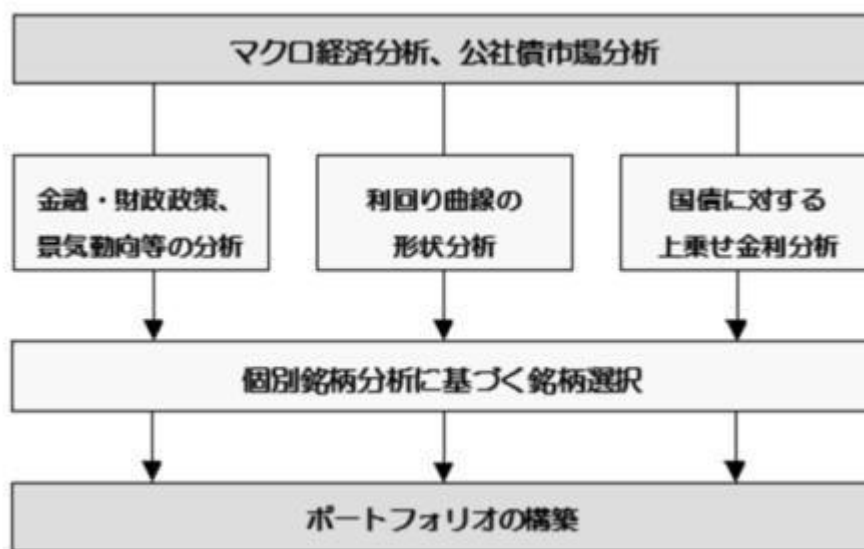 マクロ経済分析、公社債市場分析
金融・財政政策、
景気動向等の分析
利回り曲線の
形状分析
国債に対する
上乗せ金利分析
個別銘柄分析に基づく銘柄選択
ポートフォリオの構築